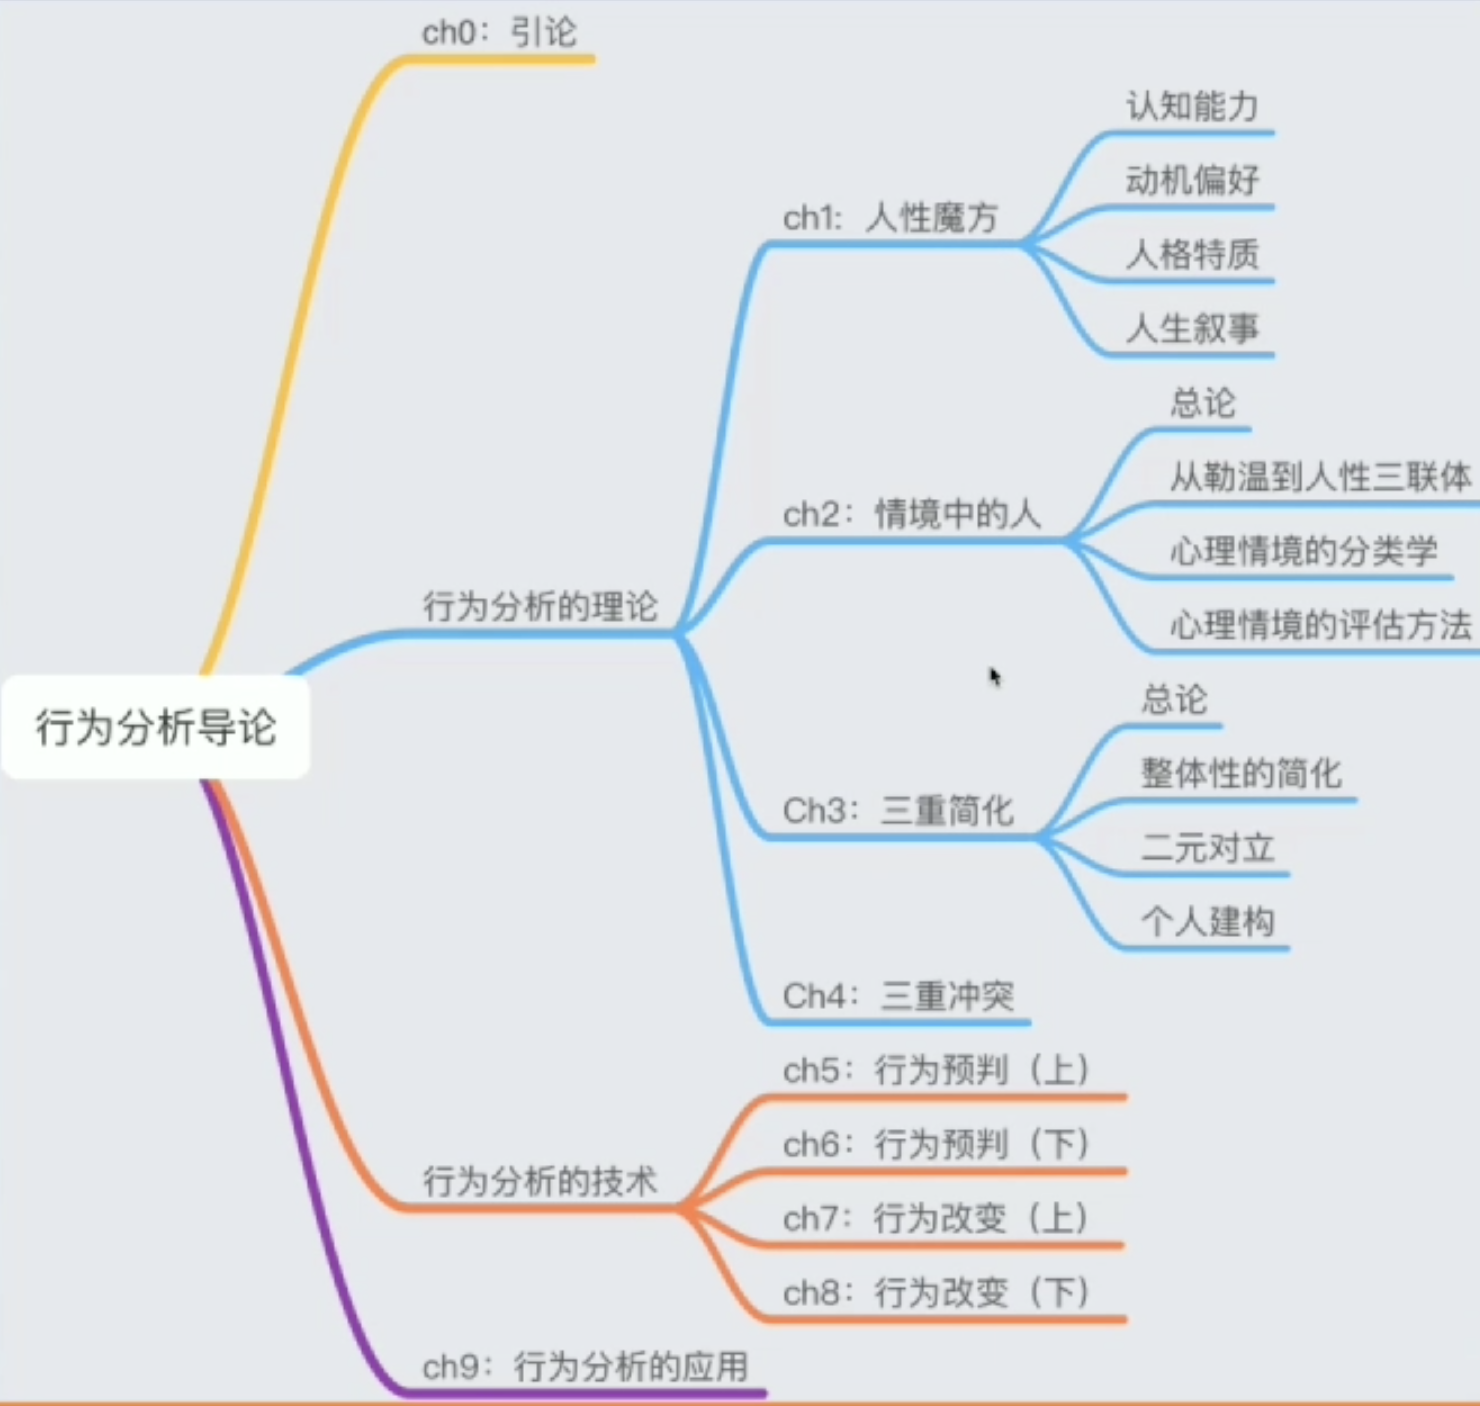 ch0：引论
认知能力
动机偏好
ch1：人性魔方
人格特质
人生叙事
总论
从勒温到人性三联体
ch2：情境中的人
心理情境的分类学
行为分析的理论
心理情境的评估方法
总论
行为分析导论
整体性的简化
Ch3：三重简化
二元对立
个人建构
Ch4：三重冲突
ch5：行为预判（上）
ch6：行为预判（下）
行为分析的技术
ch7：行为改变（上）
ch8：行为改变（下）
ch9：行为分析的应用